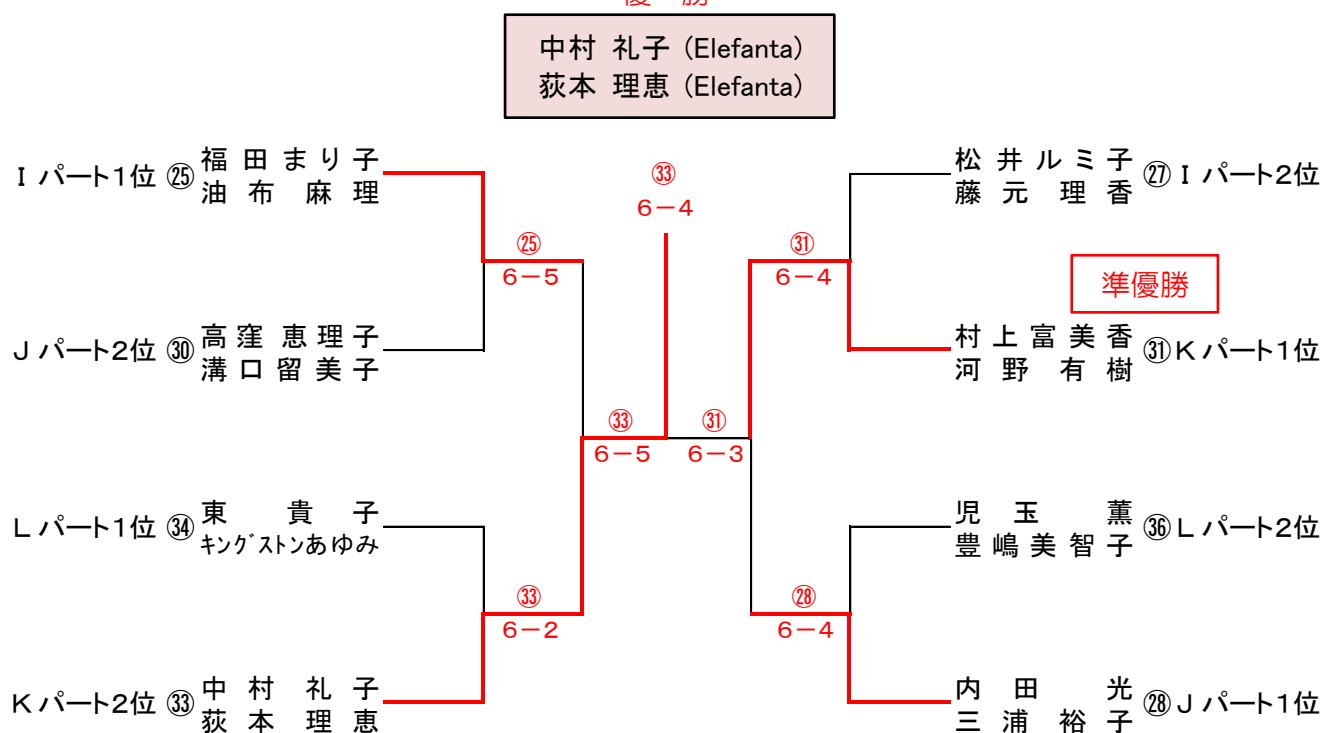 優 勝
中村 礼子 (Elefanta)
荻本 理恵 (Elefanta)
I パート1位 ㉕ 福田まり子
油布麻理
㉝
6-4
松井ルミ子 ㉗ I パート2位
藤元理香
㉕
6-5
㉛
6-4
準優勝
J パート2位 ㉚ 高窪恵理子
溝口留美子
村上富美香 ㉛ K パート1位
河野有樹
㉝
6-5
㉛
6-3
L パート1位 ㉞ 東貴子
キングストンあゆみ
児玉薫 ㊱ L パート2位
豊嶋美智子
㉝
6-2
㉘
6-4
K パート2位 ㉝ 中村礼子
荻本理恵
内田光 ㉘ J パート1位
三浦裕子